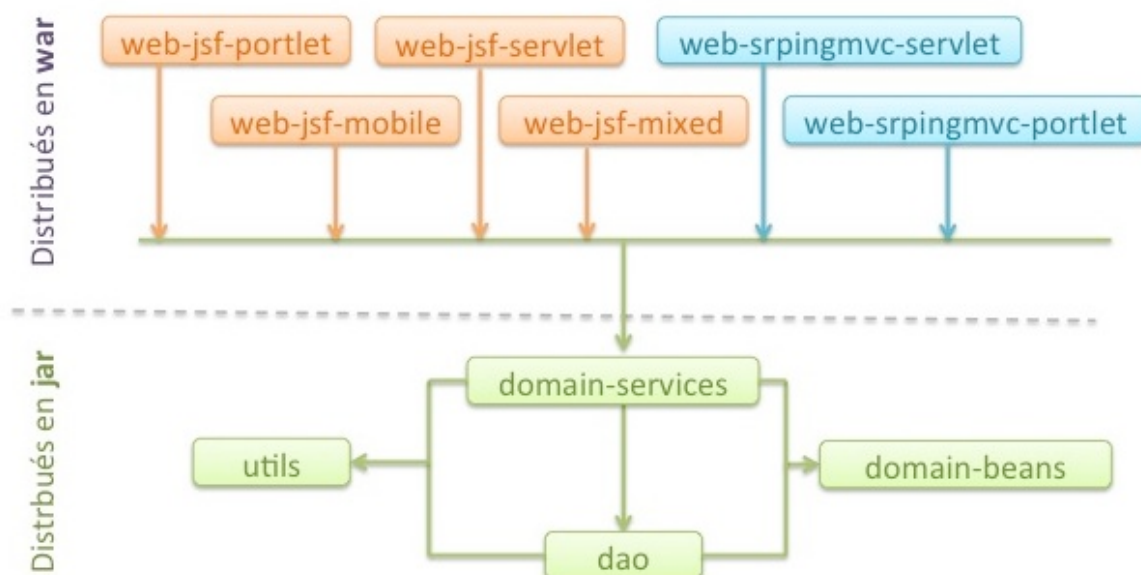 Distribués en war
web-jsf-portlet
web-jsf-servlet
web-srpingmvc-servlet
web-jsf-mobile
web-jsf-mixed
web-srpingmvc-portlet
Distrbués en jar
domain-services
utils
domain-beans
dao